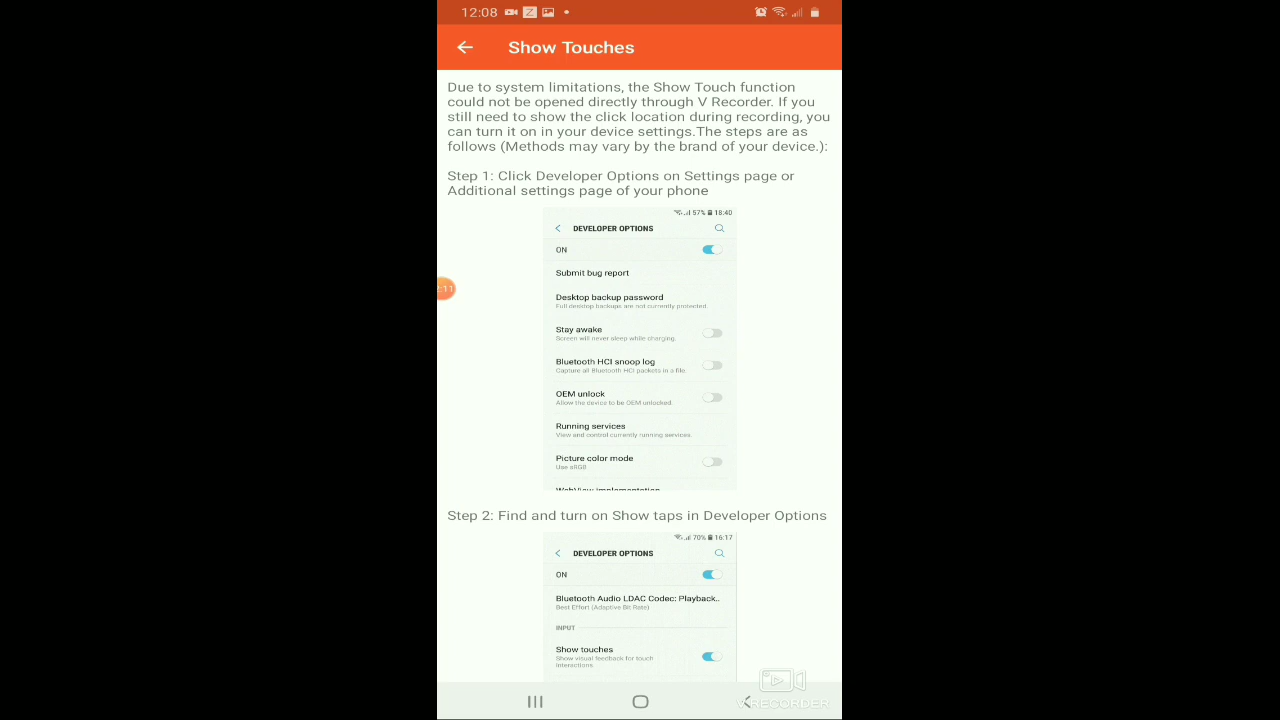 12:08
Show Touches
Due to system limitations, the Show Touch function
could not be opened directly through V Recorder. If you
still need to show the click location during recording, you
can turn it on in your device settings.The steps are as
follows (Methods may vary by the brand of your device.):
Step 1: Click Developer Options on Settings page or
Additional settings page of your phone
57% 18:40
DEVELOPER OPTIONS
ON
Submit bug report
Desktop backup password
Full desktop backups are not currently protected.
Stay awake
Screen will never sleep while charging.
Bluetooth HCI snoop log
Capture all Bluetooth HCI packets in a file.
OEM unlock
Allow the device to be OEM unlocked.
Running services
View and control currently running services
Picture color mode
Use sRGB
WebView implementation
Step 2: Find and turn on Show taps in Developer Options
70% 16:17
DEVELOPER OPTIONS
ON
Bluetooth Audio LDAC Codec: Playback..
Best Effort (Adaptive Bit Rate)
INPUT
Show touches
Show visual feedback for touch
interactions
V RECORDER